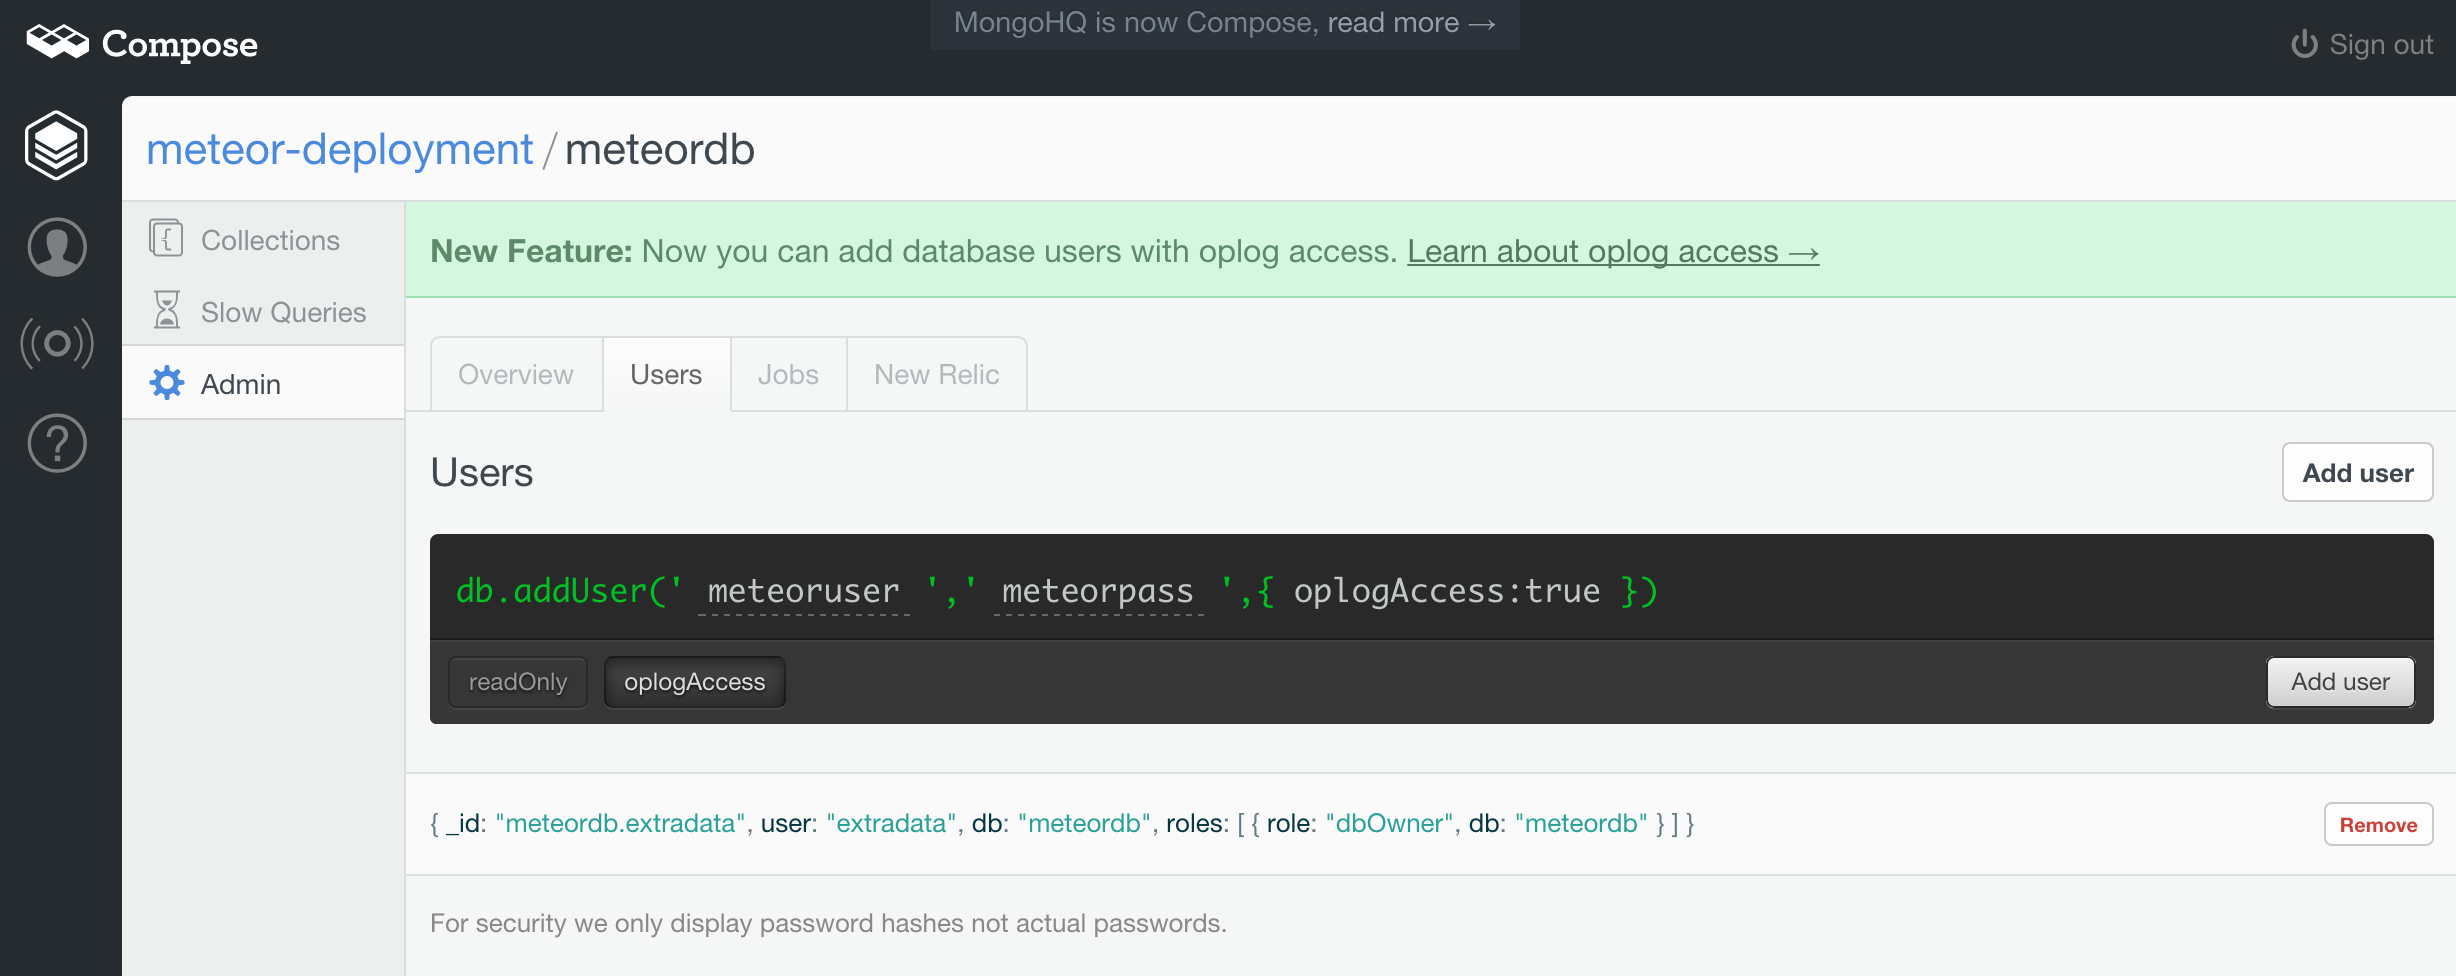 MongoHQ is now Compose, read more →
Compose
Sign out
meteor-deployment / meteordb
Collections
Slow Queries
Admin
New Feature: Now you can add database users with oplog access. Learn about oplog access →
Overview
Users
Jobs
New Relic
Users
Add user
db.addUser(' meteoruser ',' meteorpass ',{ oplogAccess:true })
readOnly
oplogAccess
Add user
{ _id: "meteordb.extradata", user: "extradata", db: "meteordb", roles: [ { role: "dbOwner", db: "meteordb" } ] }
Remove
For security we only display password hashes not actual passwords.